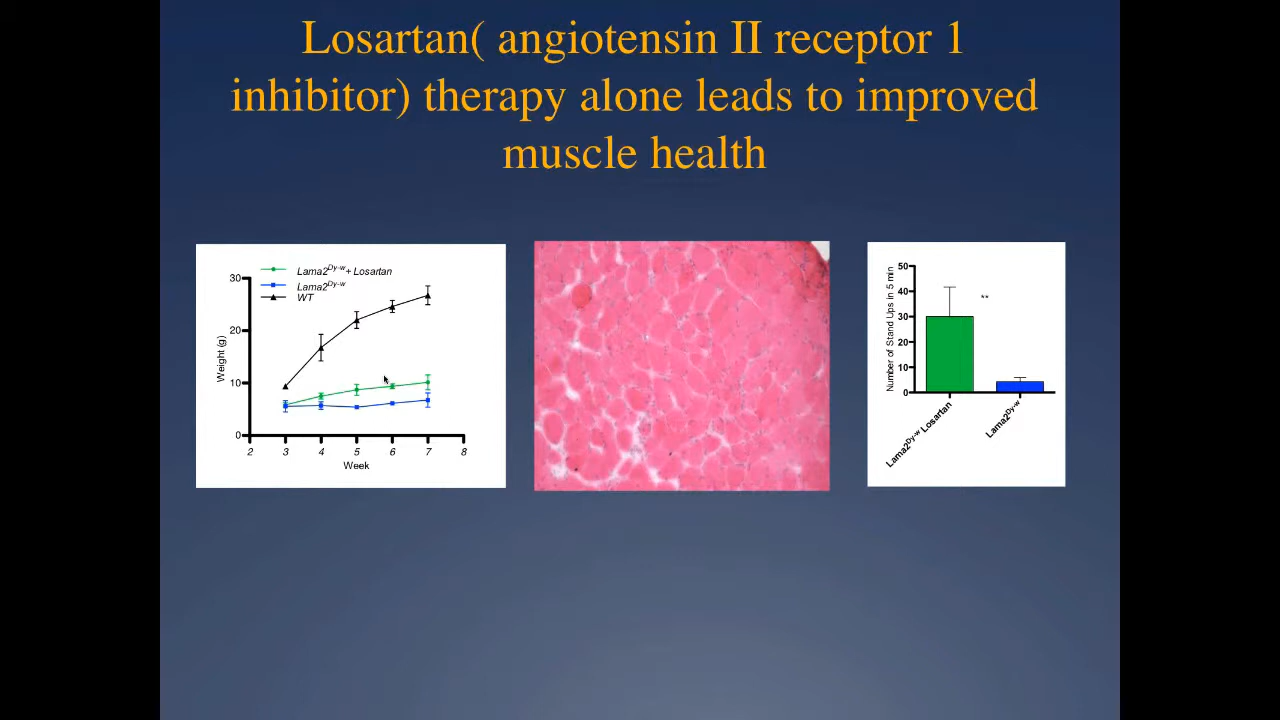 Losartan( angiotensin II receptor 1
inhibitor) therapy alone leads to improved
muscle health
Lama2Dy-w+ Losartan
Lama2Dy-w
WT
30
20
10
0
Weight (g)
2 3 4 5 6 7 8
Week
50
40
30
20
10
0
Number of Stand Ups in 5 min
**
Lama2Dy-w Losartan
Lama2Dy-w